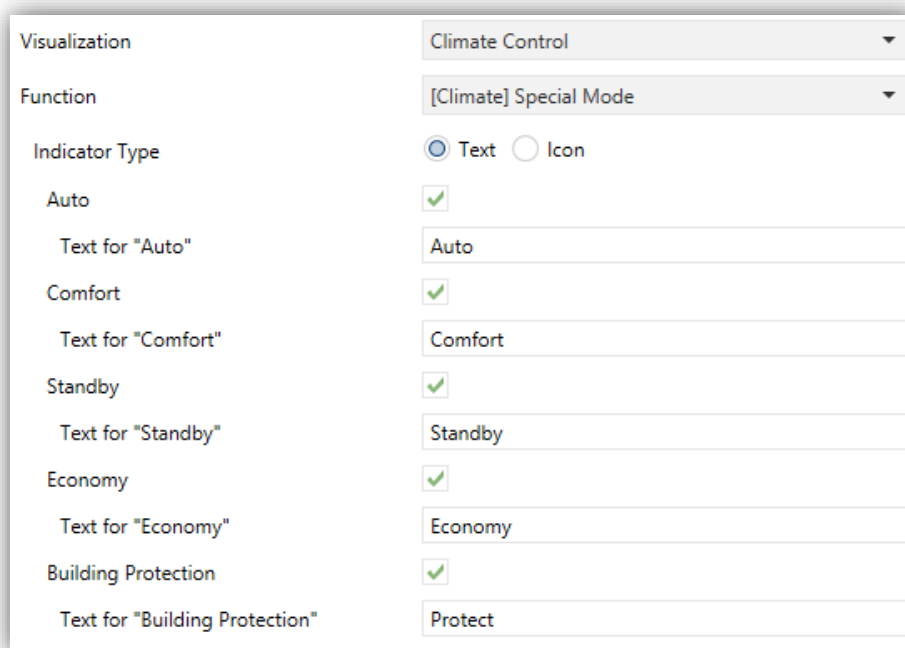 Visualization Climate Control
Function [Climate] Special Mode
Indicator Type Text Icon
Auto
Text for "Auto" Auto
Comfort
Text for "Comfort" Comfort
Standby
Text for "Standby" Standby
Economy
Text for "Economy" Economy
Building Protection
Text for "Building Protection" Protect